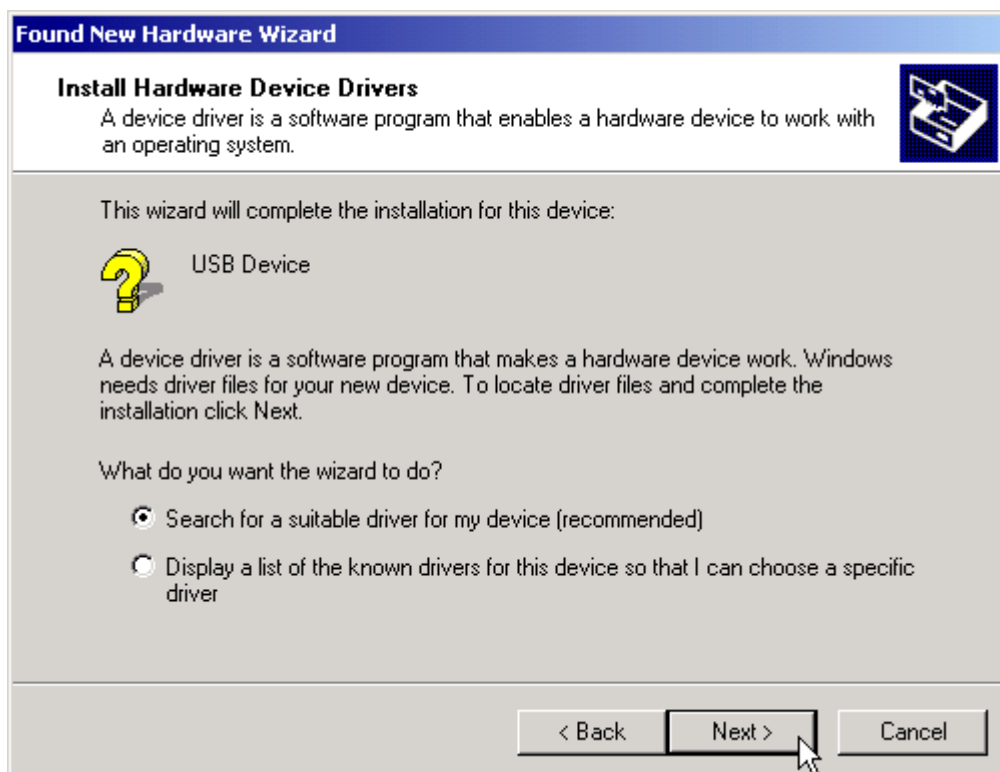 Found New Hardware Wizard
Install Hardware Device Drivers
A device driver is a software program that enables a hardware device to work with
an operating system.
This wizard will complete the installation for this device:
USB Device
A device driver is a software program that makes a hardware device work. Windows
needs driver files for your new device. To locate driver files and complete the
installation click Next.
What do you want the wizard to do?
Search for a suitable driver for my device (recommended)
Display a list of the known drivers for this device so that I can choose a specific
driver
< Back
Next >
Cancel